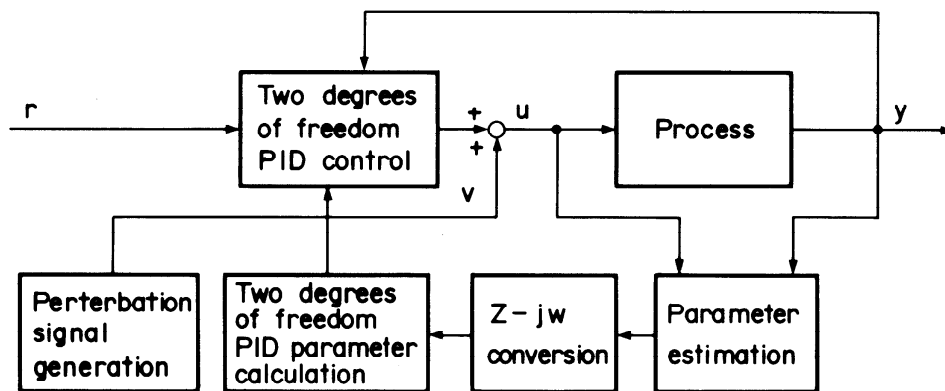 r
Two degrees
of freedom
PID control
+
+
u
Process
y
v
Perterbation
signal
generation
Two degrees
of freedom
PID parameter
calculation
Z-jw
conversion
Parameter
estimation